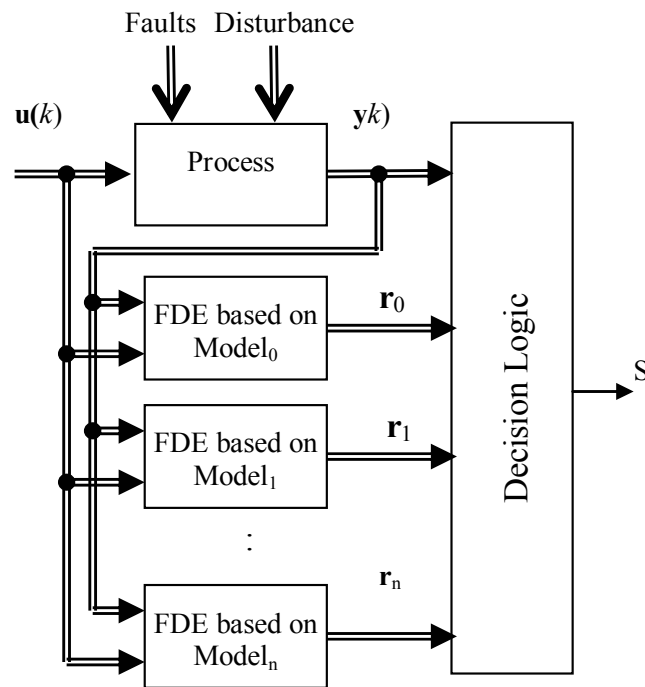 Faults Disturbance
u(k)
yk)
Process
FDE based on
Model₀
r₀
FDE based on
Model₁
r₁
⋮
FDE based on
Modelₙ
rₙ
Decision Logic
S